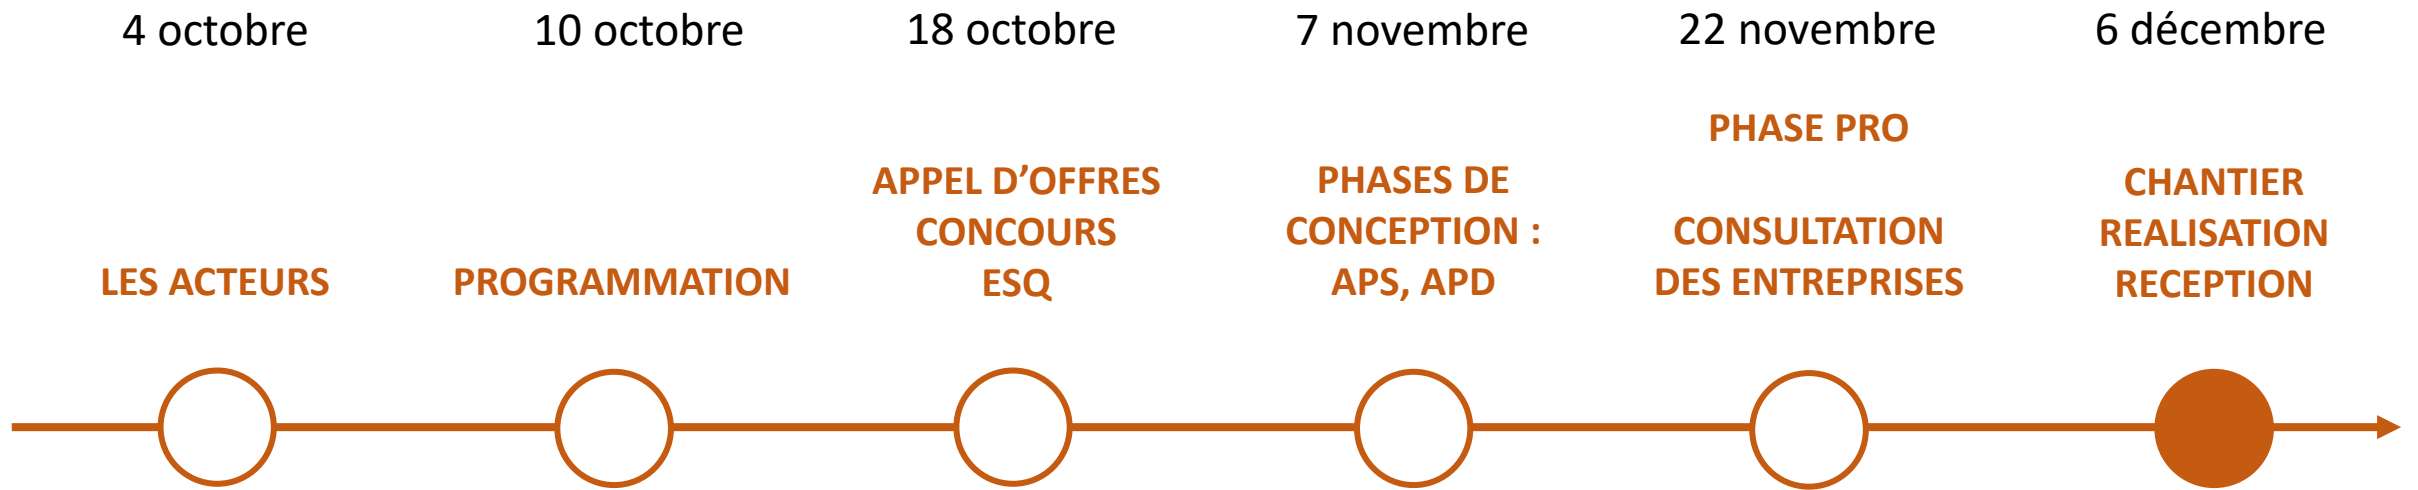 4 octobre
10 octobre
18 octobre
7 novembre
22 novembre
6 décembre
LES ACTEURS
PROGRAMMATION
APPEL D’OFFRES
CONCOURS
ESQ
PHASES DE
CONCEPTION :
APS, APD
PHASE PRO
CONSULTATION
DES ENTREPRISES
CHANTIER
REALISATION
RECEPTION